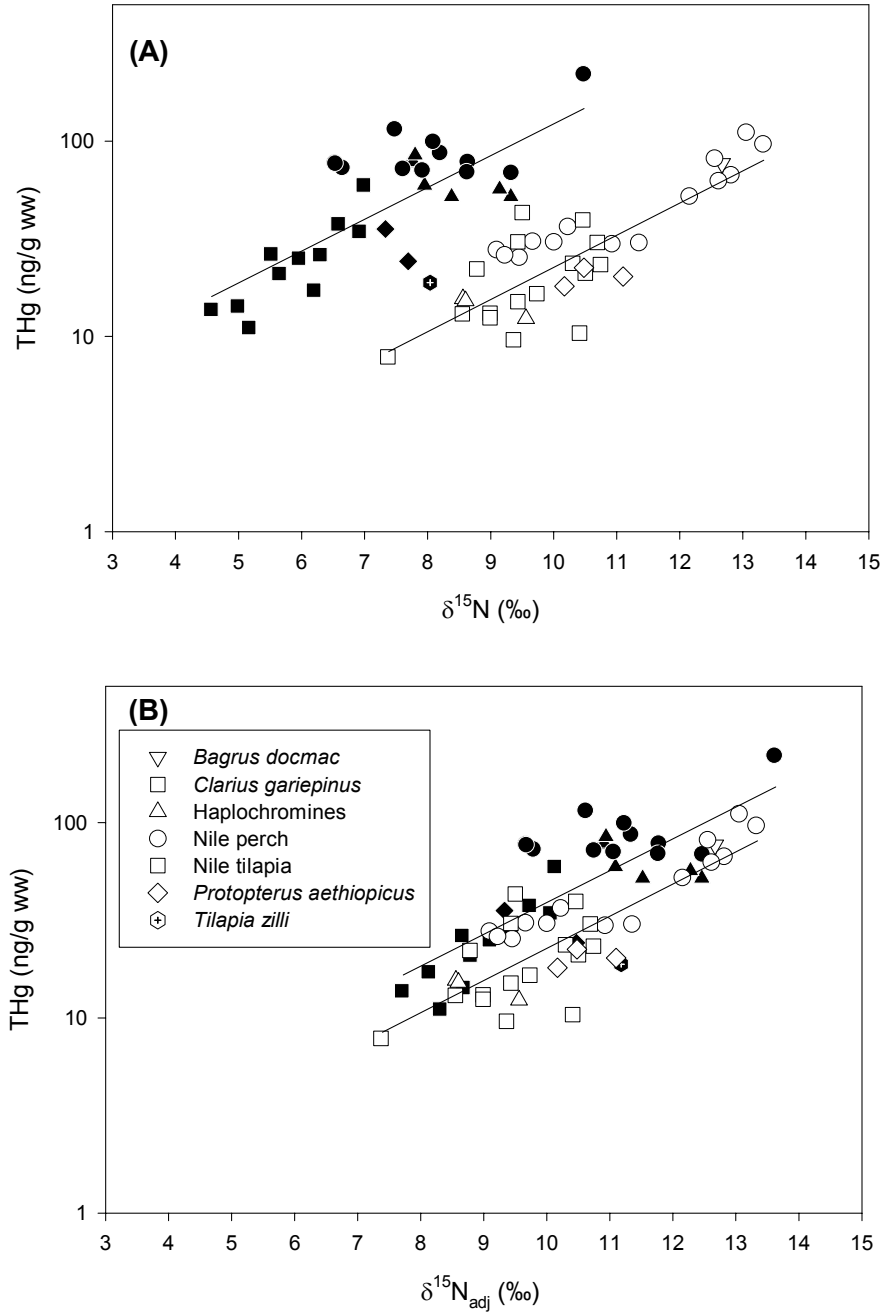 (A)
100
10
1
THg (ng/g ww)
3 4 5 6 7 8 9 10 11 12 13 14 15
δ15N (‰)
(B)
Bagrus docmac
Clarius gariepinus
Haplochromines
Nile perch
Nile tilapia
Protopterus aethiopicus
Tilapia zilli
100
10
1
THg (ng/g ww)
3 4 5 6 7 8 9 10 11 12 13 14 15
δ15Nadj (‰)